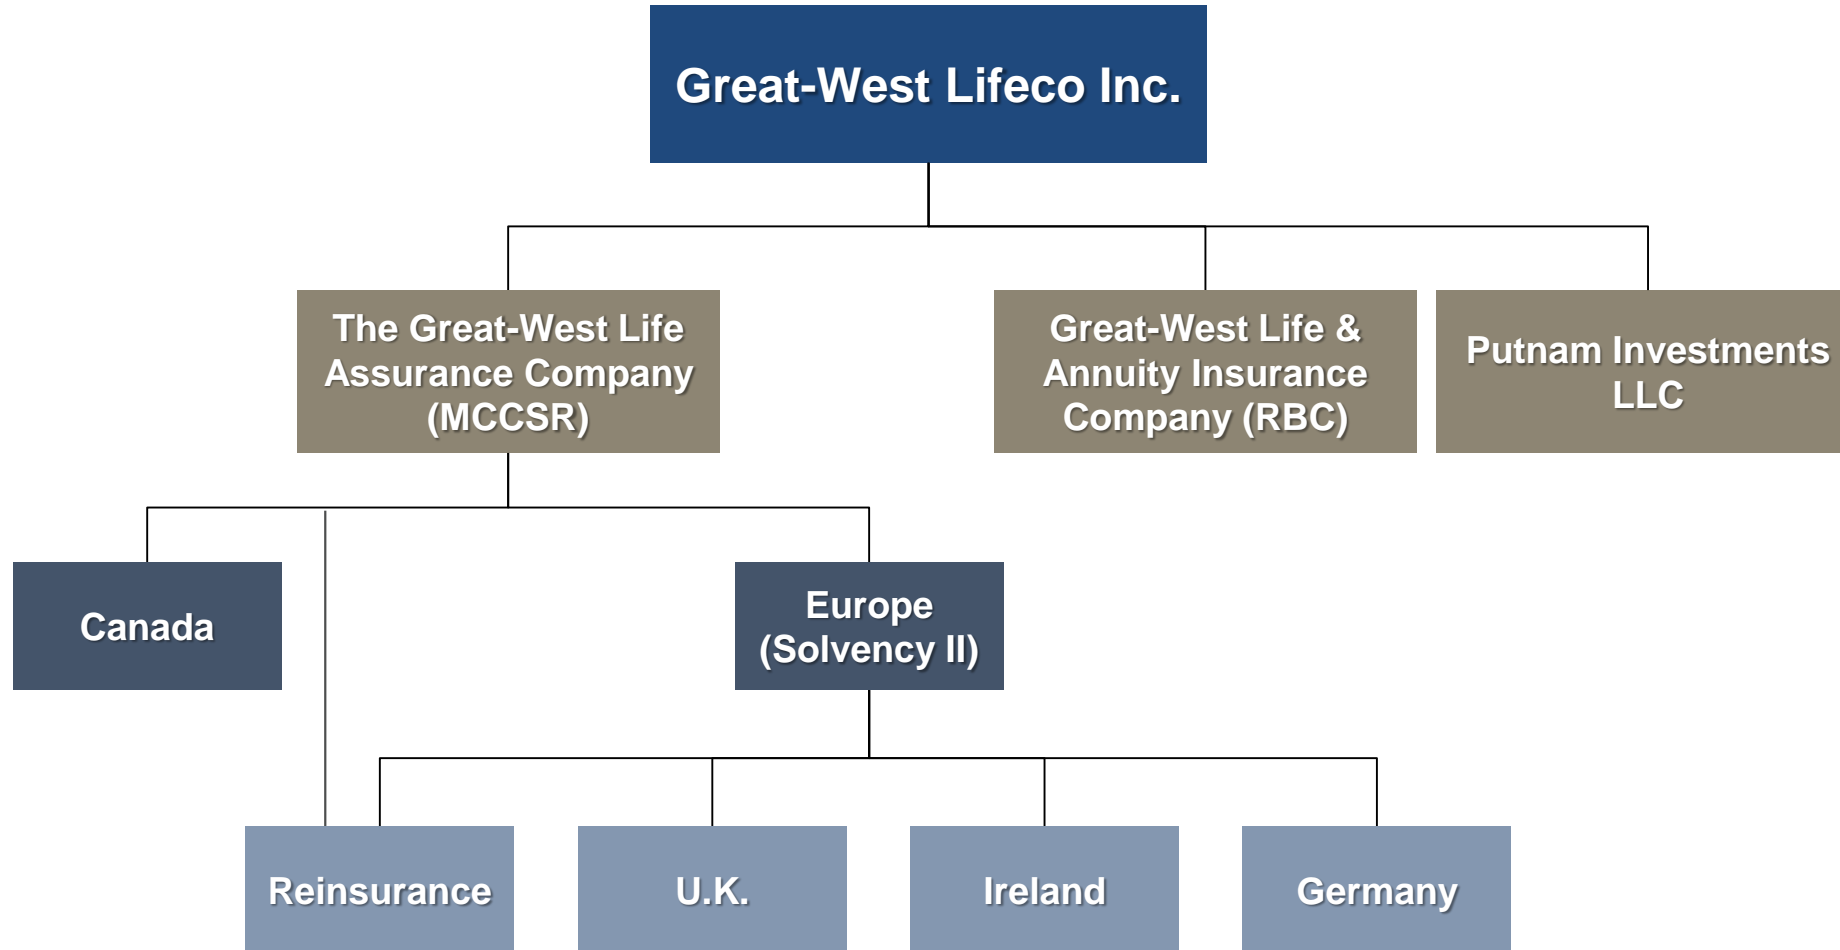 Great-West Lifeco Inc.
The Great-West Life
Assurance Company
(MCCSR)
Great-West Life &
Annuity Insurance
Company (RBC)
Putnam Investments
LLC
Canada
Europe
(Solvency II)
Reinsurance
U.K.
Ireland
Germany